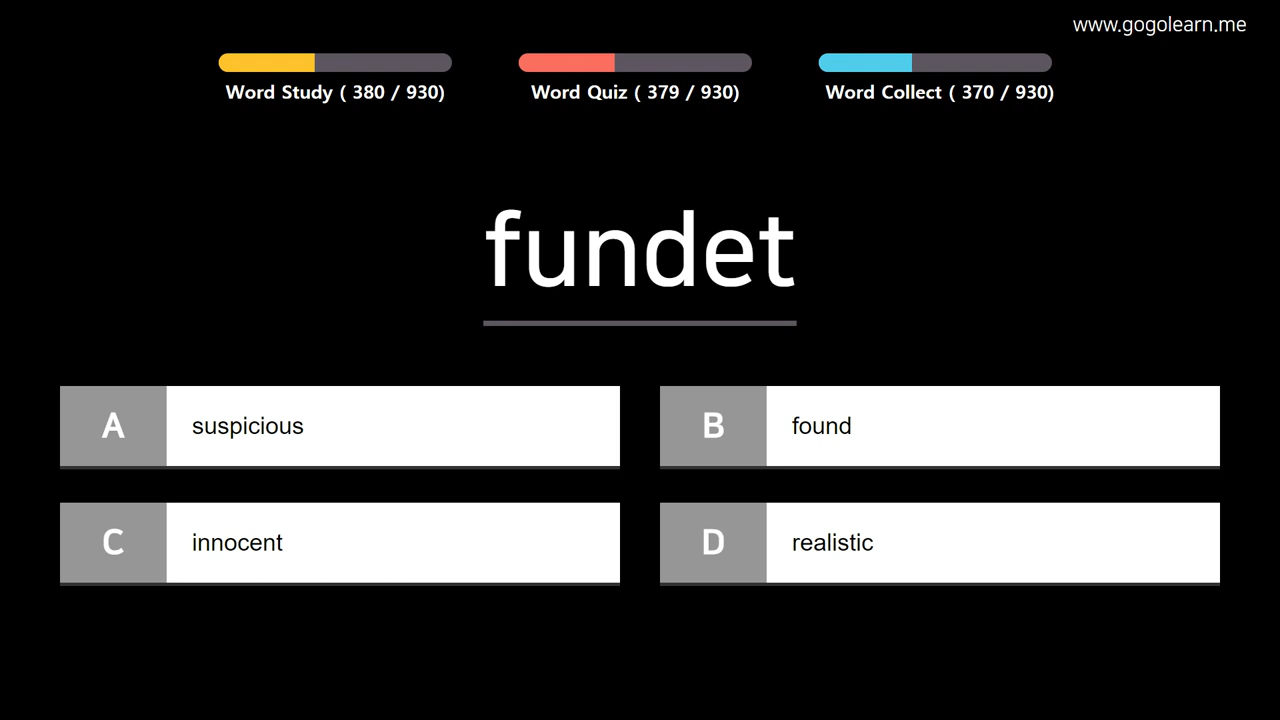 www.gogolearn.me
Word Study ( 380 / 930)
Word Quiz ( 379 / 930)
Word Collect ( 370 / 930)
fundet
A suspicious
B found
C innocent
D realistic